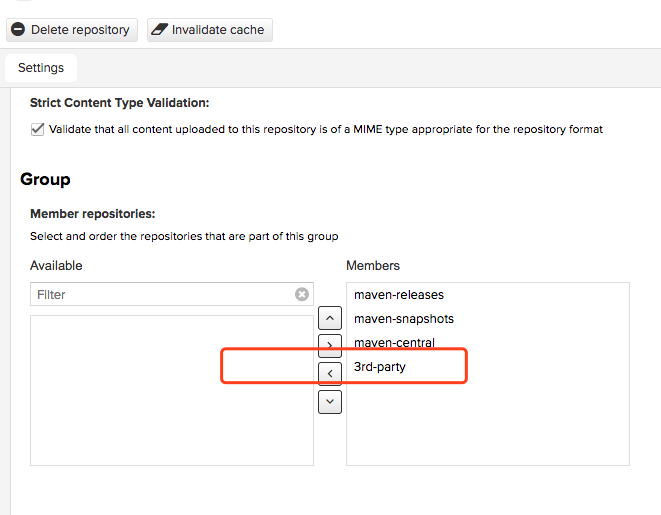 Delete repository
Invalidate cache
Settings
Strict Content Type Validation:
Validate that all content uploaded to this repository is of a MIME type appropriate for the repository format
Group
Member repositories:
Select and order the repositories that are part of this group
Available
Members
Filter
maven-releases
maven-snapshots
maven-central
3rd-party